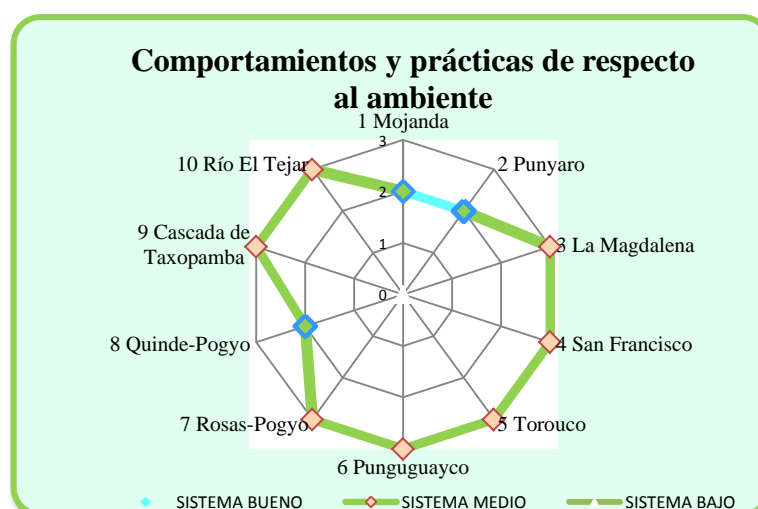 Comportamientos y prácticas de respecto
al ambiente
1 Mojanda
2 Punyaro
3 La Magdalena
4 San Francisco
5 Torouco
6 Punguguayco
7 Rosas-Pogyo
8 Quinde-Pogyo
9 Cascada de
Taxopamba
10 Río El Tejar
3
2
1
0
SISTEMA BUENO
SISTEMA MEDIO
SISTEMA BAJO